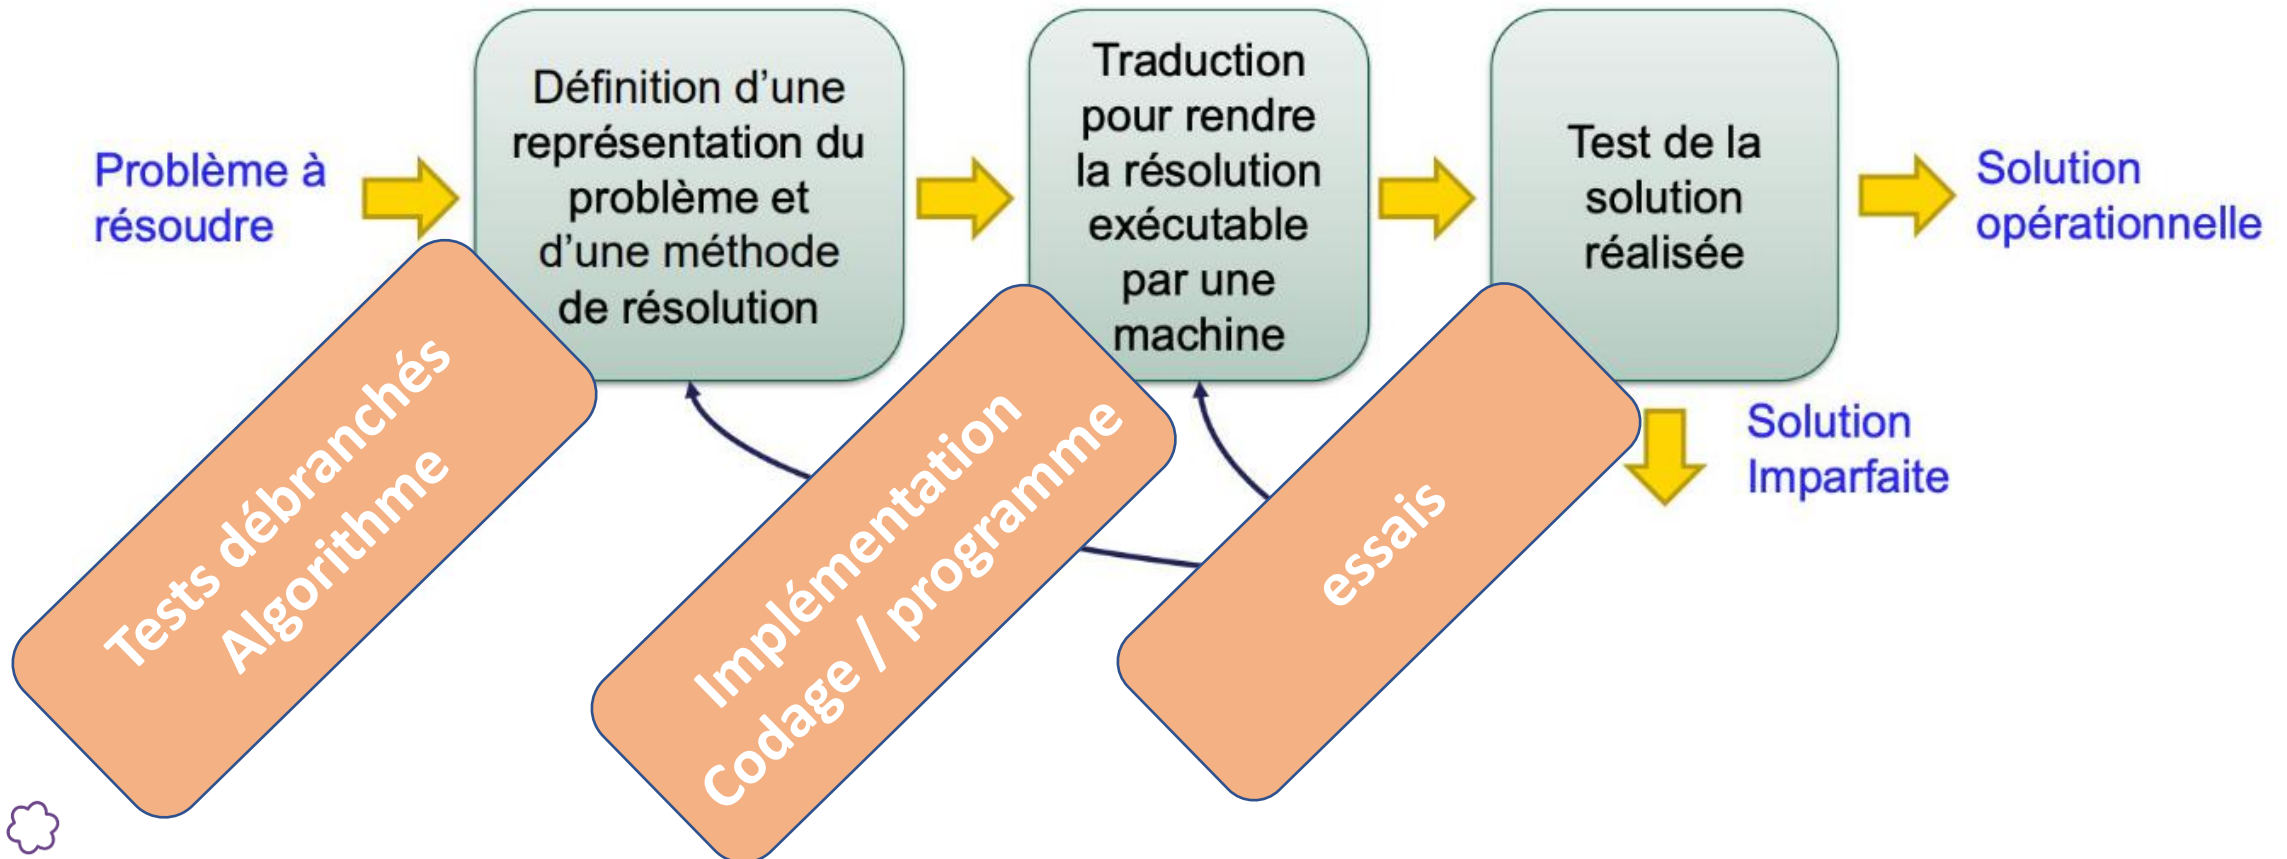 Problème à
résoudre
Définition d’une
représentation du
problème et
d’une méthode
de résolution
Traduction
pour rendre
la résolution
exécutable
par une
machine
Test de la
solution
réalisée
Solution
opérationnelle
Solution
Imparfaite
Tests débranchés
Algorithme
Implémentation
Codage / programme
essais